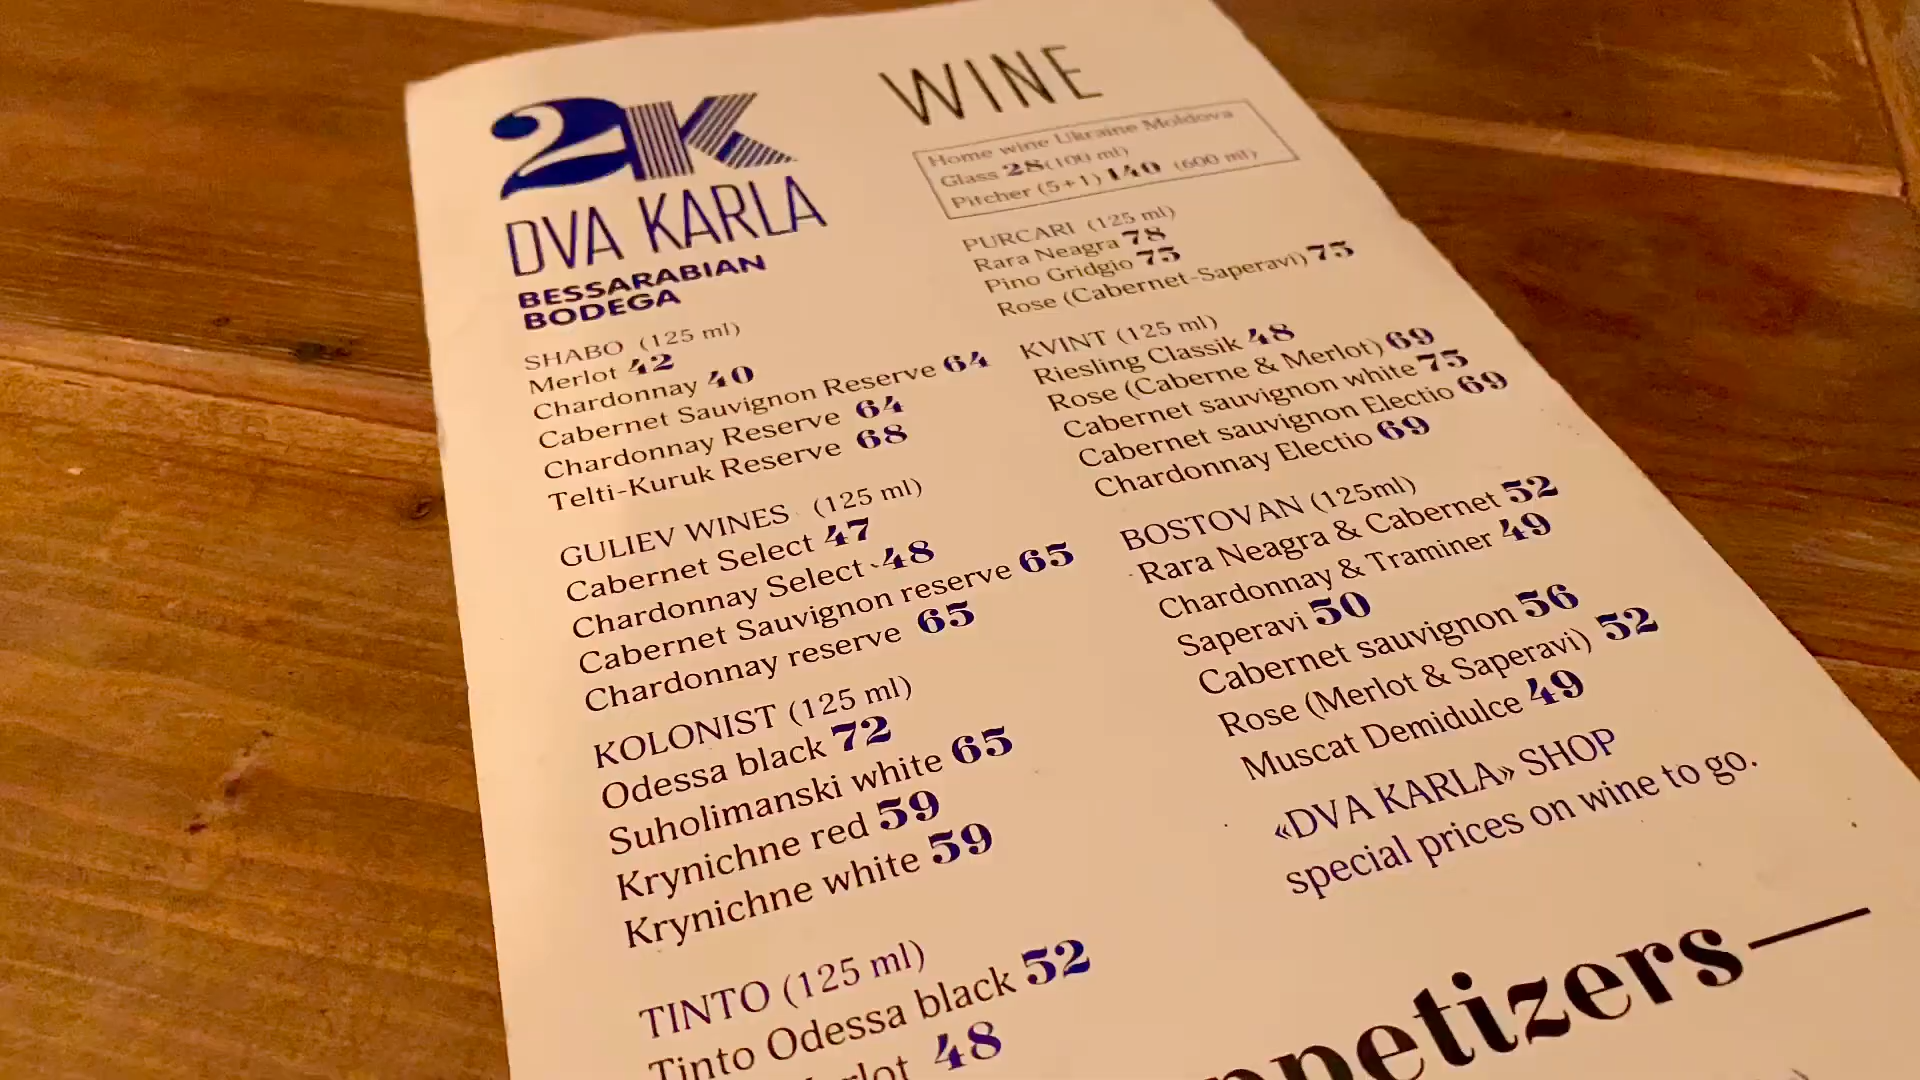 2K
DVA KARLA
BESSARABIAN
BODEGA
SHABO (125 ml)
Merlot 42
Chardonnay 40
Cabernet Sauvignon Reserve 64
Chardonnay Reserve 64
Telti-Kuruk Reserve 68
GULIEV WINES (125 ml)
Cabernet Select 47
Chardonnay Select 48
Cabernet Sauvignon reserve 65
Chardonnay reserve 65
KOLONIST (125 ml)
Odessa black 72
Suholimanski white 65
Krynichne red 59
Krynichne white 59
TINTO (125 ml)
Tinto Odessa black 52
48
WINE
Home wine Ukraine Moldova
Glass 28 (100 ml)
Pitcher (5+1) 140 (600 ml)
PURCARI (125 ml)
Rara Neagra 78
Pino Gridgio 75
Rose (Cabernet-Saperavi) 75
KVINT (125 ml)
Riesling Classik 48
Rose (Caberne & Merlot) 69
Cabernet sauvignon white 75
Cabernet sauvignon Electio 69
Chardonnay Electio 69
BOSTOVAN (125ml)
Rara Neagra & Cabernet 52
Chardonnay & Traminer 49
Saperavi 50
Cabernet sauvignon 56
Rose (Merlot & Saperavi) 52
Muscat Demidulce 49
«DVA KARLA» SHOP
special prices on wine to go.